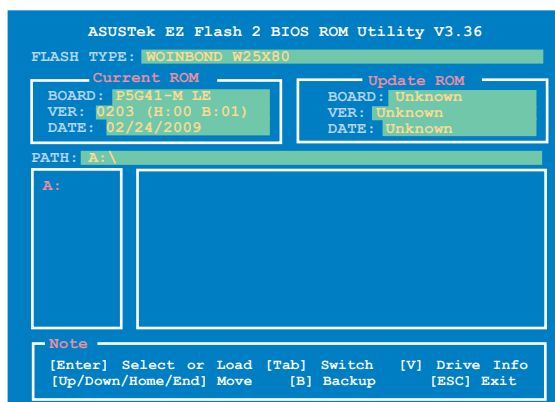 ASUSTek EZ Flash 2 BIOS ROM Utility V3.36
FLASH TYPE: WOINBOND W25X80
Current ROM
BOARD: P5G41-M LE
VER: 0203 (H:00 B:01)
DATE: 02/24/2009
Update ROM
BOARD: Unknown
VER: Unknown
DATE: Unknown
PATH: A:\
A:
Note
[Enter] Select or Load [Tab] Switch [V] Drive Info
[Up/Down/Home/End] Move [B] Backup [ESC] Exit